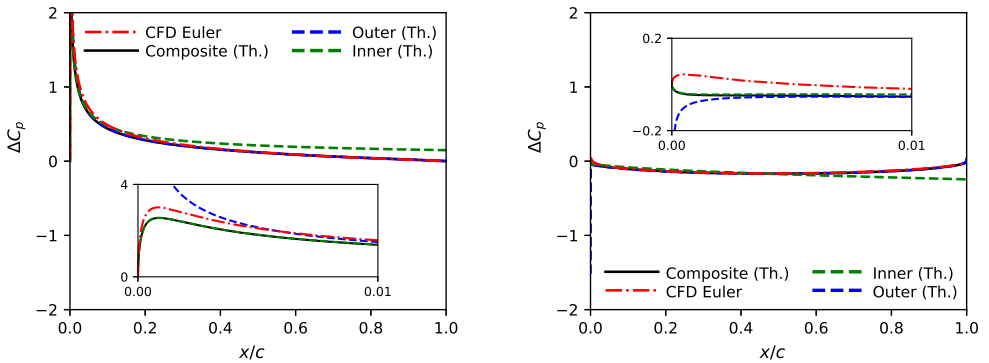 2
1
0
−1
−2
ΔCp
CFD Euler
Composite (Th.)
Outer (Th.)
Inner (Th.)
4
0
0.00
0.01
0.0
0.2
0.4
0.6
0.8
1.0
x/c
2
1
0
−1
−2
ΔCp
0.2
−0.2
0.00
0.01
Composite (Th.)
CFD Euler
Inner (Th.)
Outer (Th.)
0.0
0.2
0.4
0.6
0.8
1.0
x/c